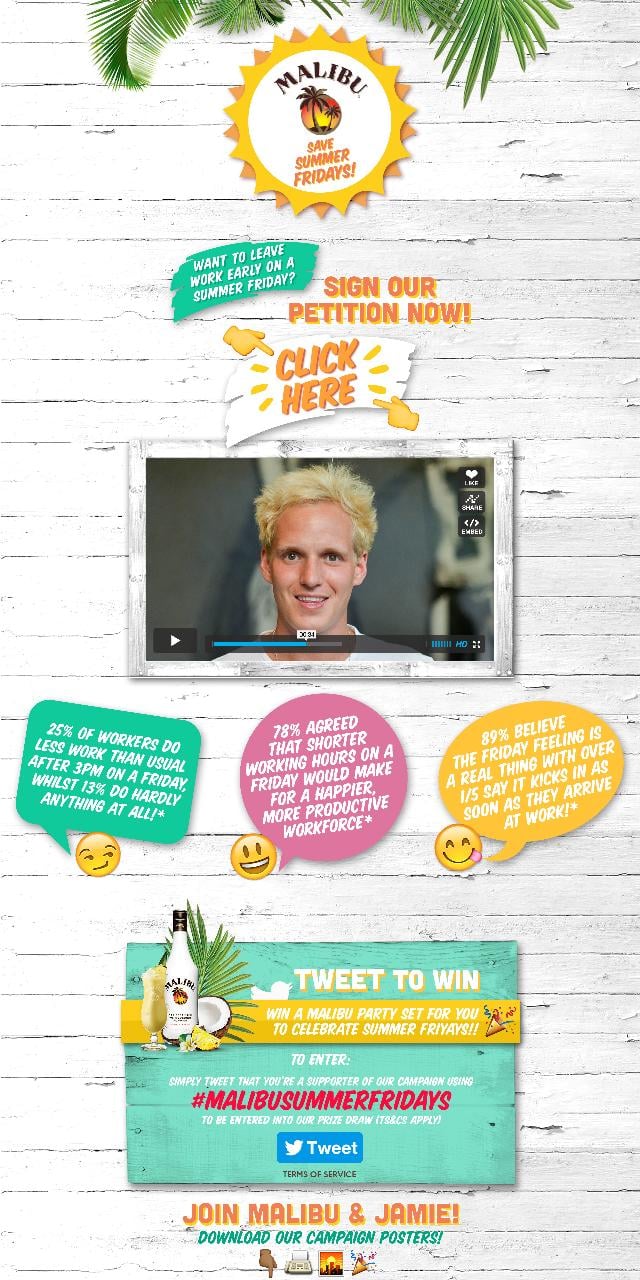 MALIBU
SAVE
SUMMER
FRIDAYS!
WANT TO LEAVE
WORK EARLY ON A
SUMMER FRIDAY?
SIGN OUR
PETITION NOW!
CLICK
HERE
LIKE
SHARE
EMBED
00:34
HD
25% OF WORKERS DO
LESS WORK THAN USUAL
AFTER 3PM ON A FRIDAY,
WHILST 13% DO HARDLY
ANYTHING AT ALL!*
78% AGREED
THAT SHORTER
WORKING HOURS ON A
FRIDAY WOULD MAKE
FOR A HAPPIER,
MORE PRODUCTIVE
WORKFORCE*
89% BELIEVE
THE FRIDAY FEELING IS
A REAL THING WITH OVER
1/5 SAY IT KICKS IN AS
SOON AS THEY ARRIVE
AT WORK!*
MALIBU
TWEET TO WIN
WIN A MALIBU PARTY SET FOR YOU
TO CELEBRATE SUMMER FRIYAYS!!
TO ENTER:
SIMPLY TWEET THAT YOU'RE A SUPPORTER OF OUR CAMPAIGN USING
#MALIBUSUMMERFRIDAYS
TO BE ENTERED INTO OUR PRIZE DRAW (TS&CS APPLY)
Tweet
TERMS OF SERVICE
JOIN MALIBU & JAMIE!
DOWNLOAD OUR CAMPAIGN POSTERS!